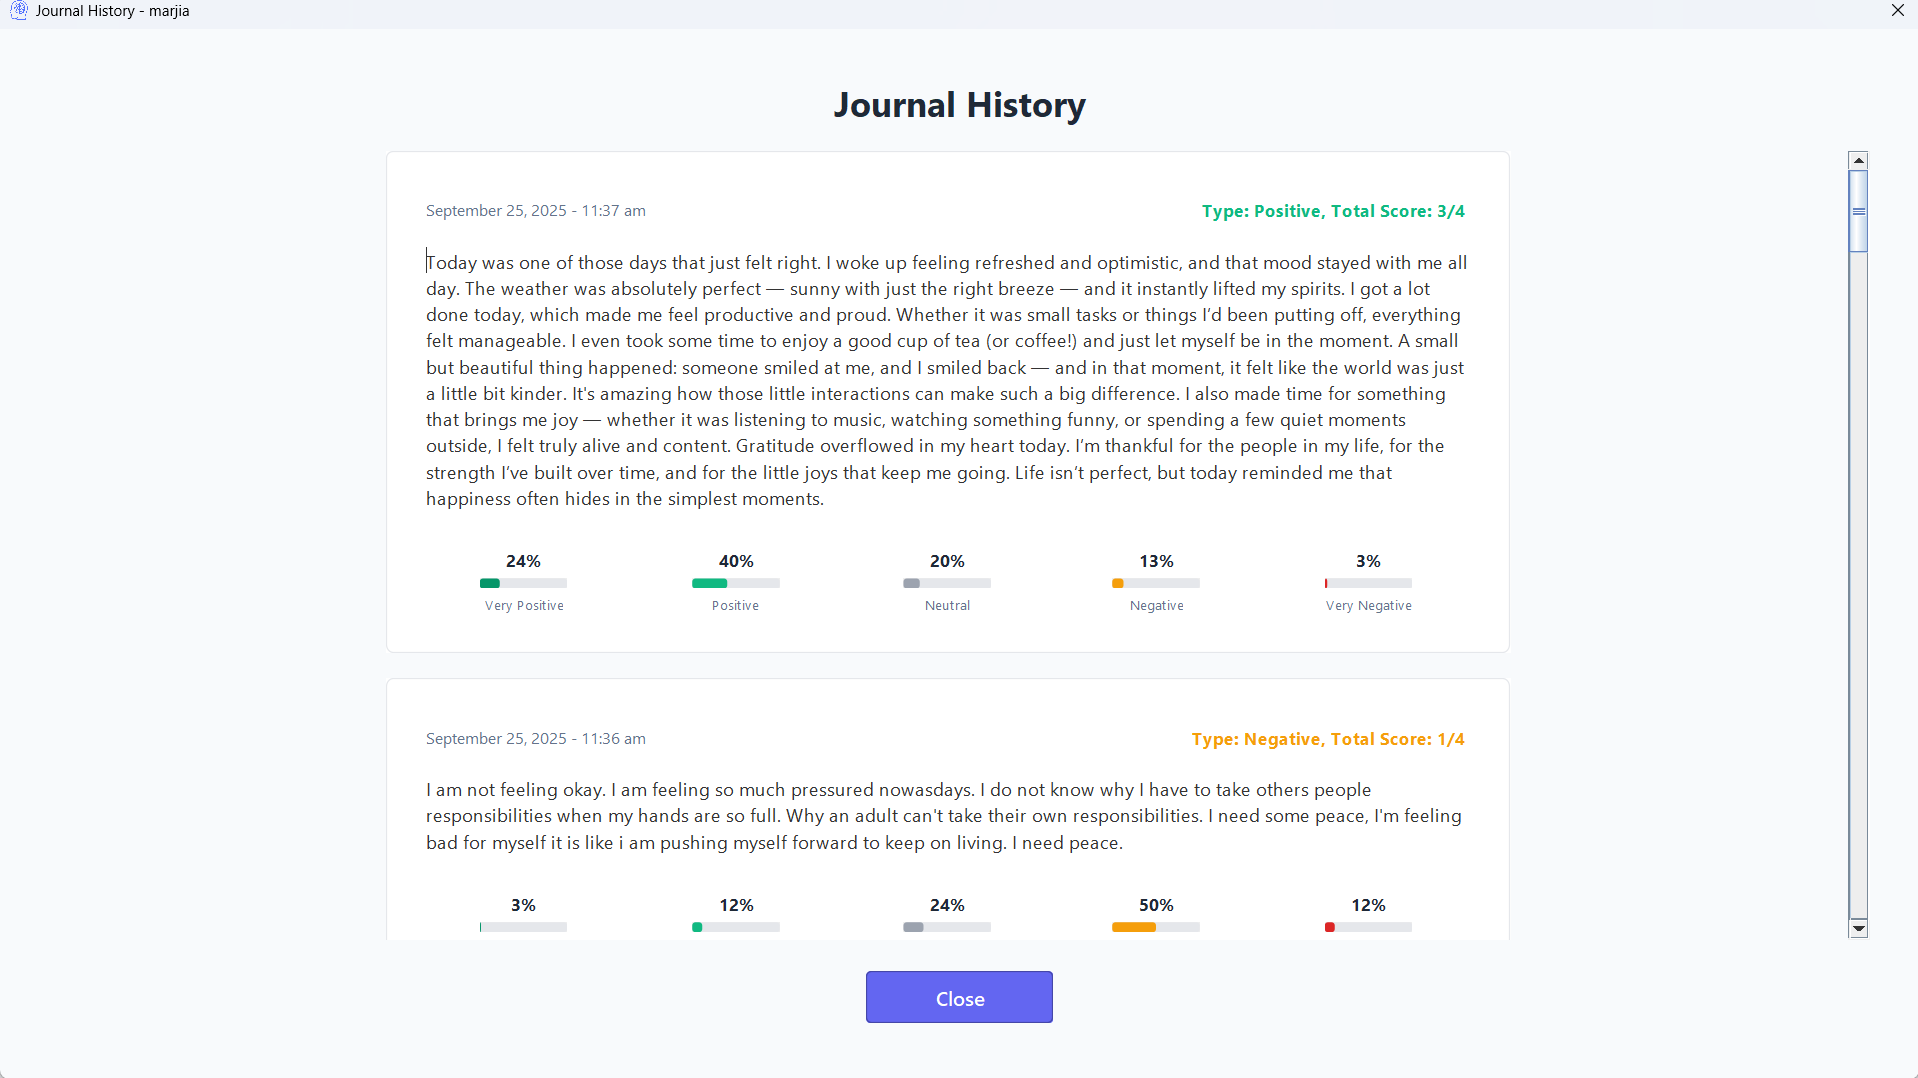 Journal History - marjia
Journal History
September 25, 2025 - 11:37 am
Type: Positive, Total Score: 3/4
Today was one of those days that just felt right. I woke up feeling refreshed and optimistic, and that mood stayed with me all
day. The weather was absolutely perfect — sunny with just the right breeze — and it instantly lifted my spirits. I got a lot
done today, which made me feel productive and proud. Whether it was small tasks or things I’d been putting off, everything
felt manageable. I even took some time to enjoy a good cup of tea (or coffee!) and just let myself be in the moment. A small
but beautiful thing happened: someone smiled at me, and I smiled back — and in that moment, it felt like the world was just
a little bit kinder. It's amazing how those little interactions can make such a big difference. I also made time for something
that brings me joy — whether it was listening to music, watching something funny, or spending a few quiet moments
outside, I felt truly alive and content. Gratitude overflowed in my heart today. I’m thankful for the people in my life, for the
strength I’ve built over time, and for the little joys that keep me going. Life isn’t perfect, but today reminded me that
happiness often hides in the simplest moments.
24% 40% 20% 13% 3%
Very Positive Positive Neutral Negative Very Negative
September 25, 2025 - 11:36 am
Type: Negative, Total Score: 1/4
I am not feeling okay. I am feeling so much pressured nowasdays. I do not know why I have to take others people
responsibilities when my hands are so full. Why an adult can't take their own responsibilities. I need some peace, I'm feeling
bad for myself it is like i am pushing myself forward to keep on living. I need peace.
3% 12% 24% 50% 12%
Close